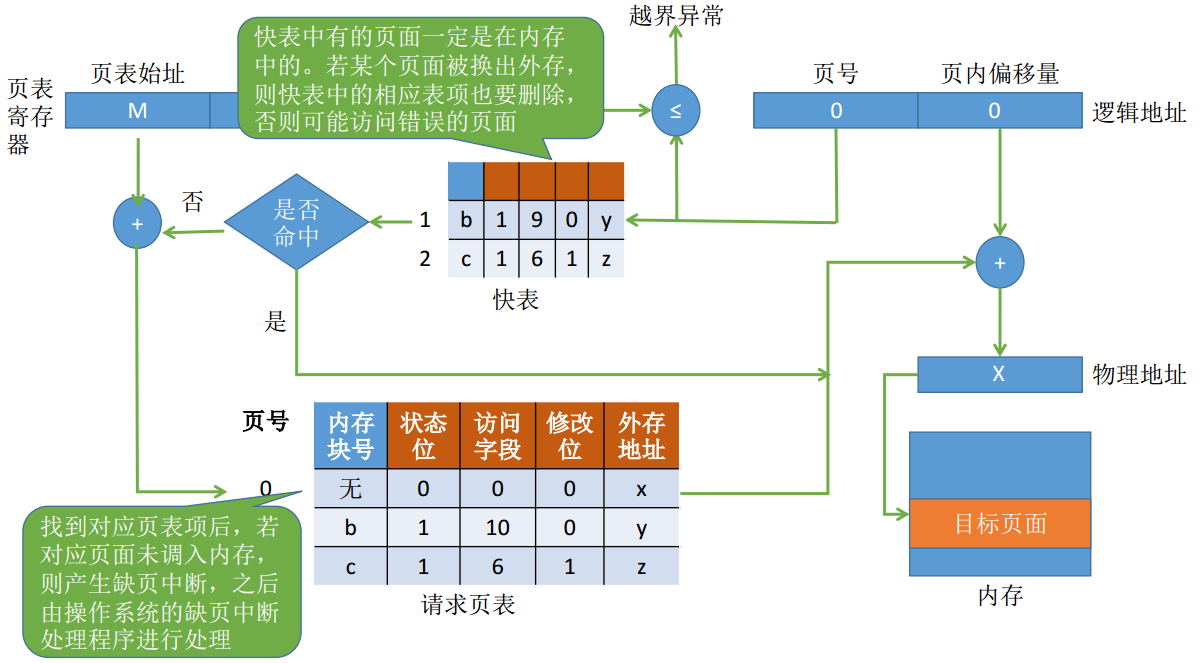 越界异常
快表中有的页面一定是在内存
中的。若某个页面被换出外存，
则快表中的相应表项也要删除，
否则可能访问错误的页面
页表
寄存
器
页表始址
M
≤
页号
页内偏移量
0
0
逻辑地址
+
否
是否
命中
是
1
b
1
9
0
y
2
c
1
6
1
z
快表
+
X
物理地址
页号
内存
块号
状态
位
访问
字段
修改
位
外存
地址
0
无
0
0
0
x
b
1
10
0
y
c
1
6
1
z
请求页表
找到对应页表项后，若
对应页面未调入内存，
则产生缺页中断，之后
由操作系统的缺页中断
处理程序进行处理
目标页面
内存